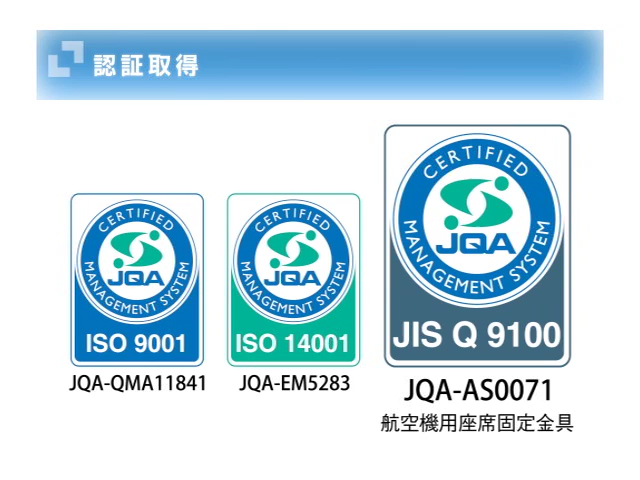 認証取得
CERTIFIED
JQA
MANAGEMENT SYSTEM
ISO 9001
JQA-QMA11841
CERTIFIED
JQA
MANAGEMENT SYSTEM
ISO 14001
JQA-EM5283
CERTIFIED
JQA
MANAGEMENT SYSTEM
JIS Q 9100
JQA-AS0071
航空機用座席固定金具